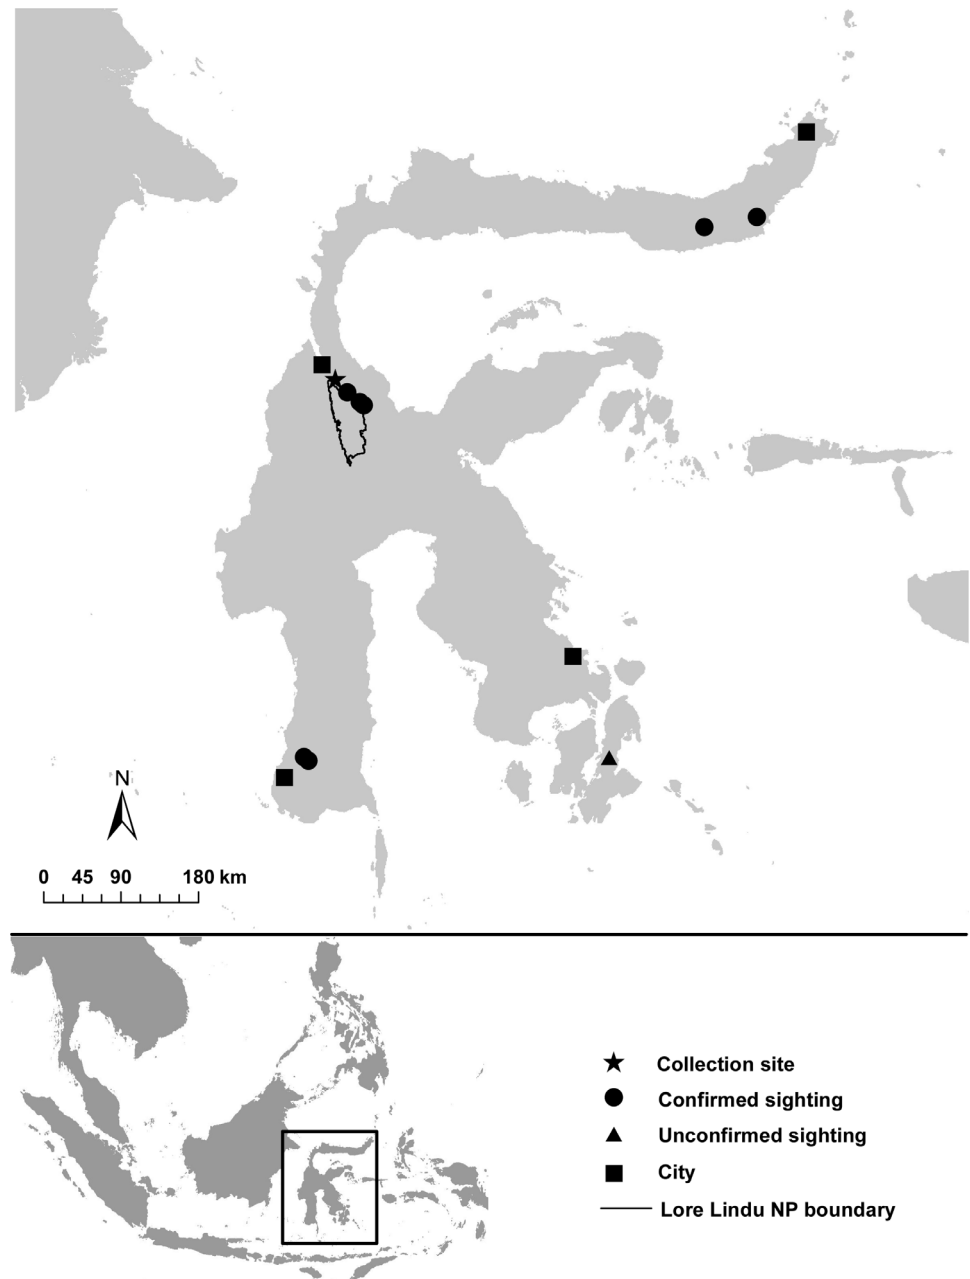 N
0 45 90 180 km
Collection site
Confirmed sighting
Unconfirmed sighting
City
Lore Lindu NP boundary